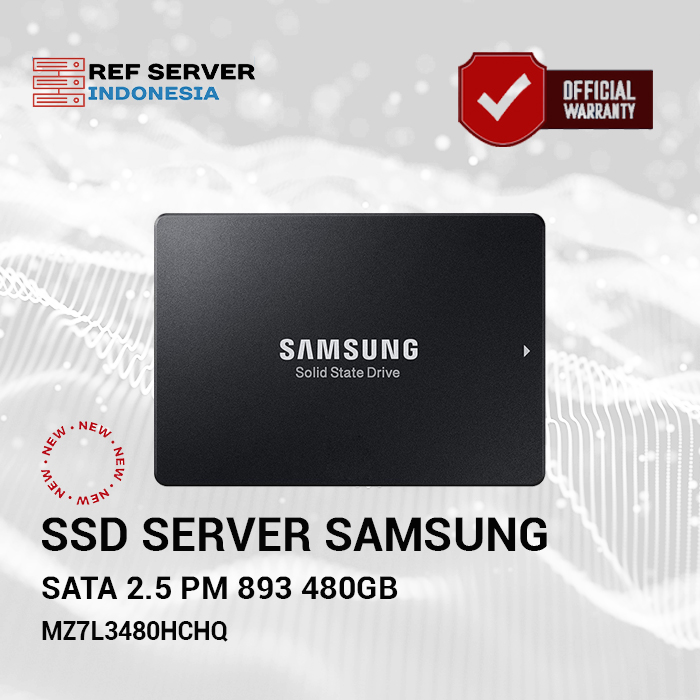 REF SERVER
INDONESIA
OFFICIAL
WARRANTY
SAMSUNG
Solid State Drive
NEW • NEW • NEW • NEW • NEW •
SSD SERVER SAMSUNG
SATA 2.5 PM 893 480GB
MZ7L3480HCHQ